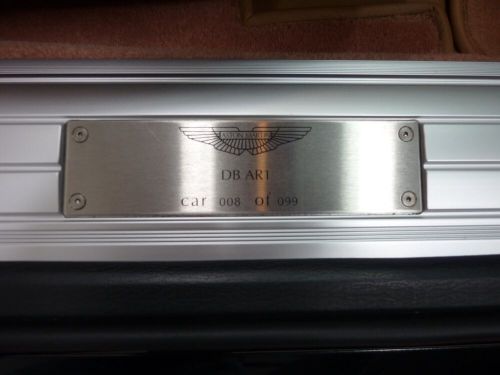 ASTON MARTIN
DB AR1
car 008 of 099